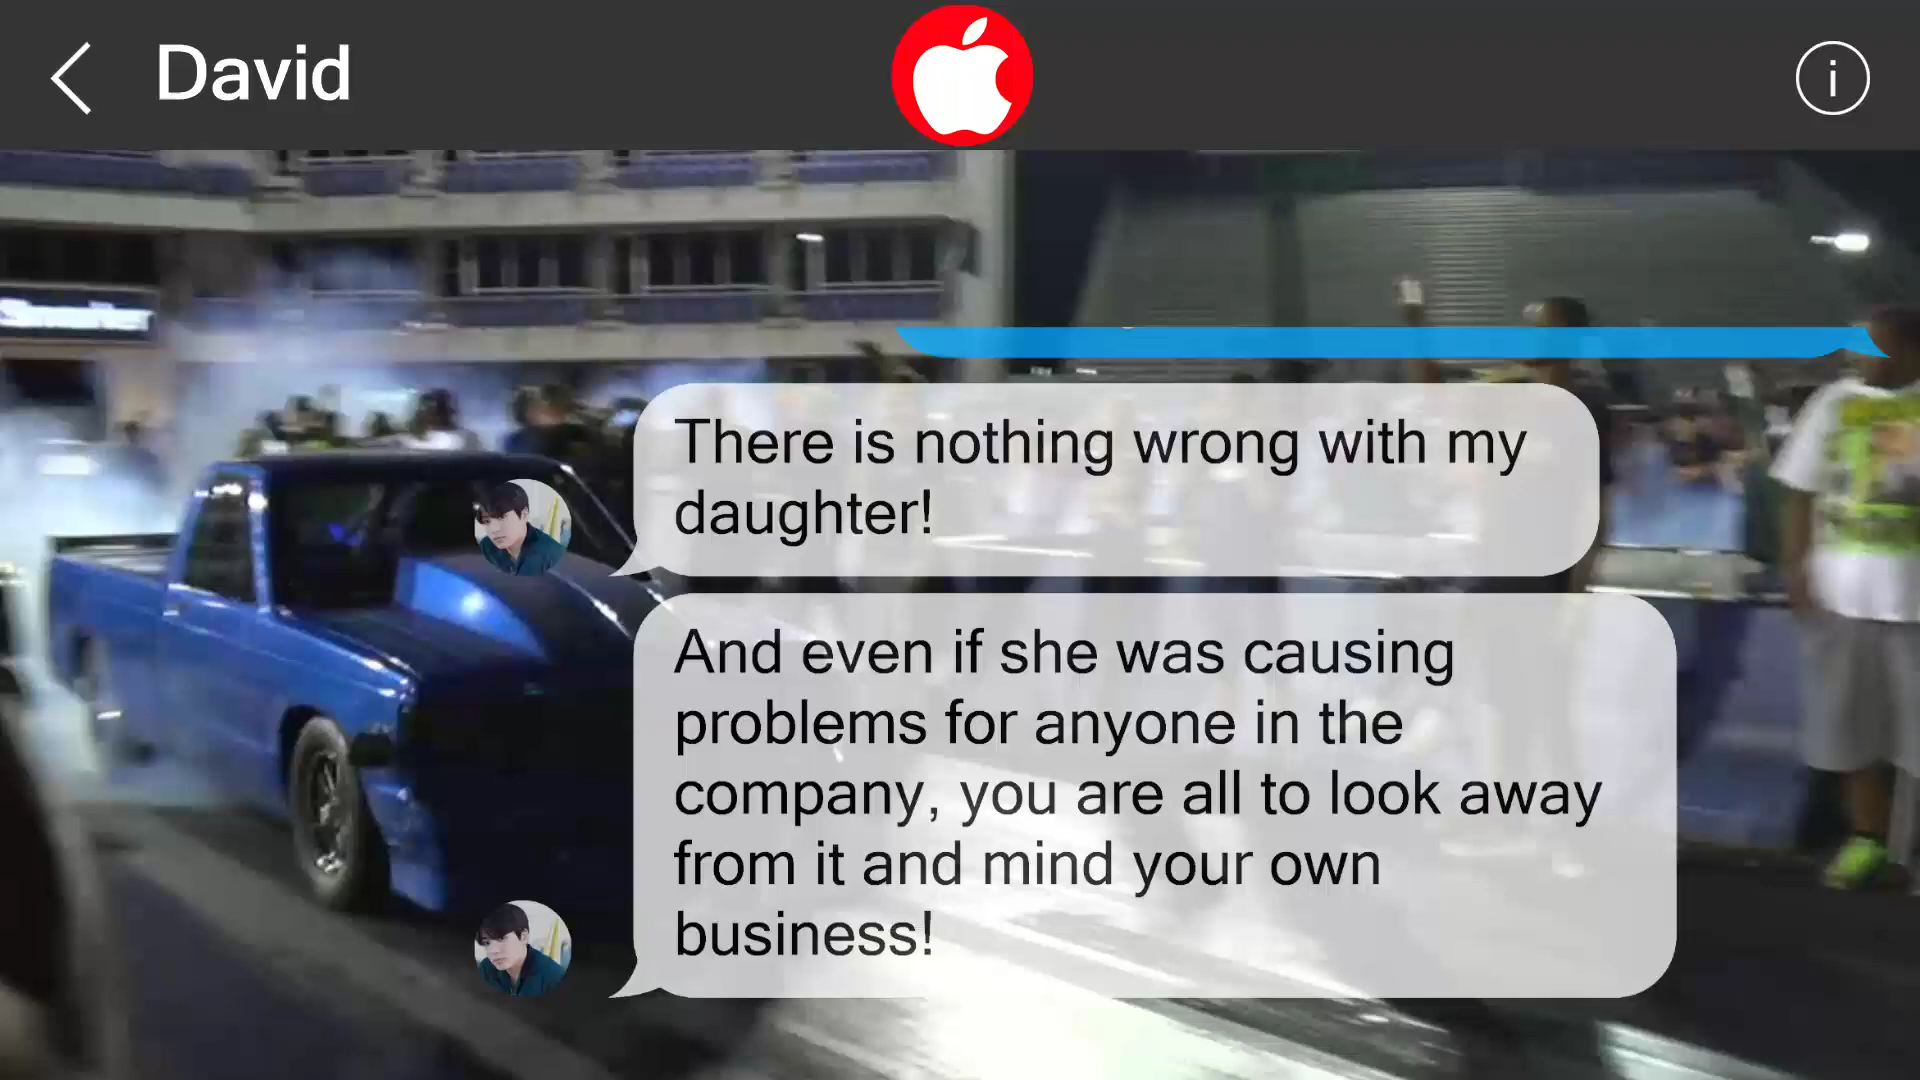 David
There is nothing wrong with my
daughter!
And even if she was causing
problems for anyone in the
company, you are all to look away
from it and mind your own
business!